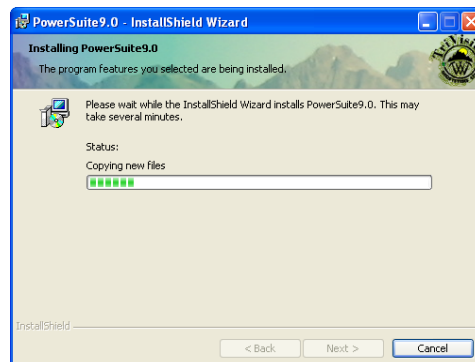 PowerSuite9.0 - InstallShield Wizard
Installing PowerSuite9.0
The program features you selected are being installed.
Please wait while the InstallShield Wizard installs PowerSuite9.0. This may
take several minutes.
Status:
Copying new files
InstallShield
< Back
Next >
Cancel